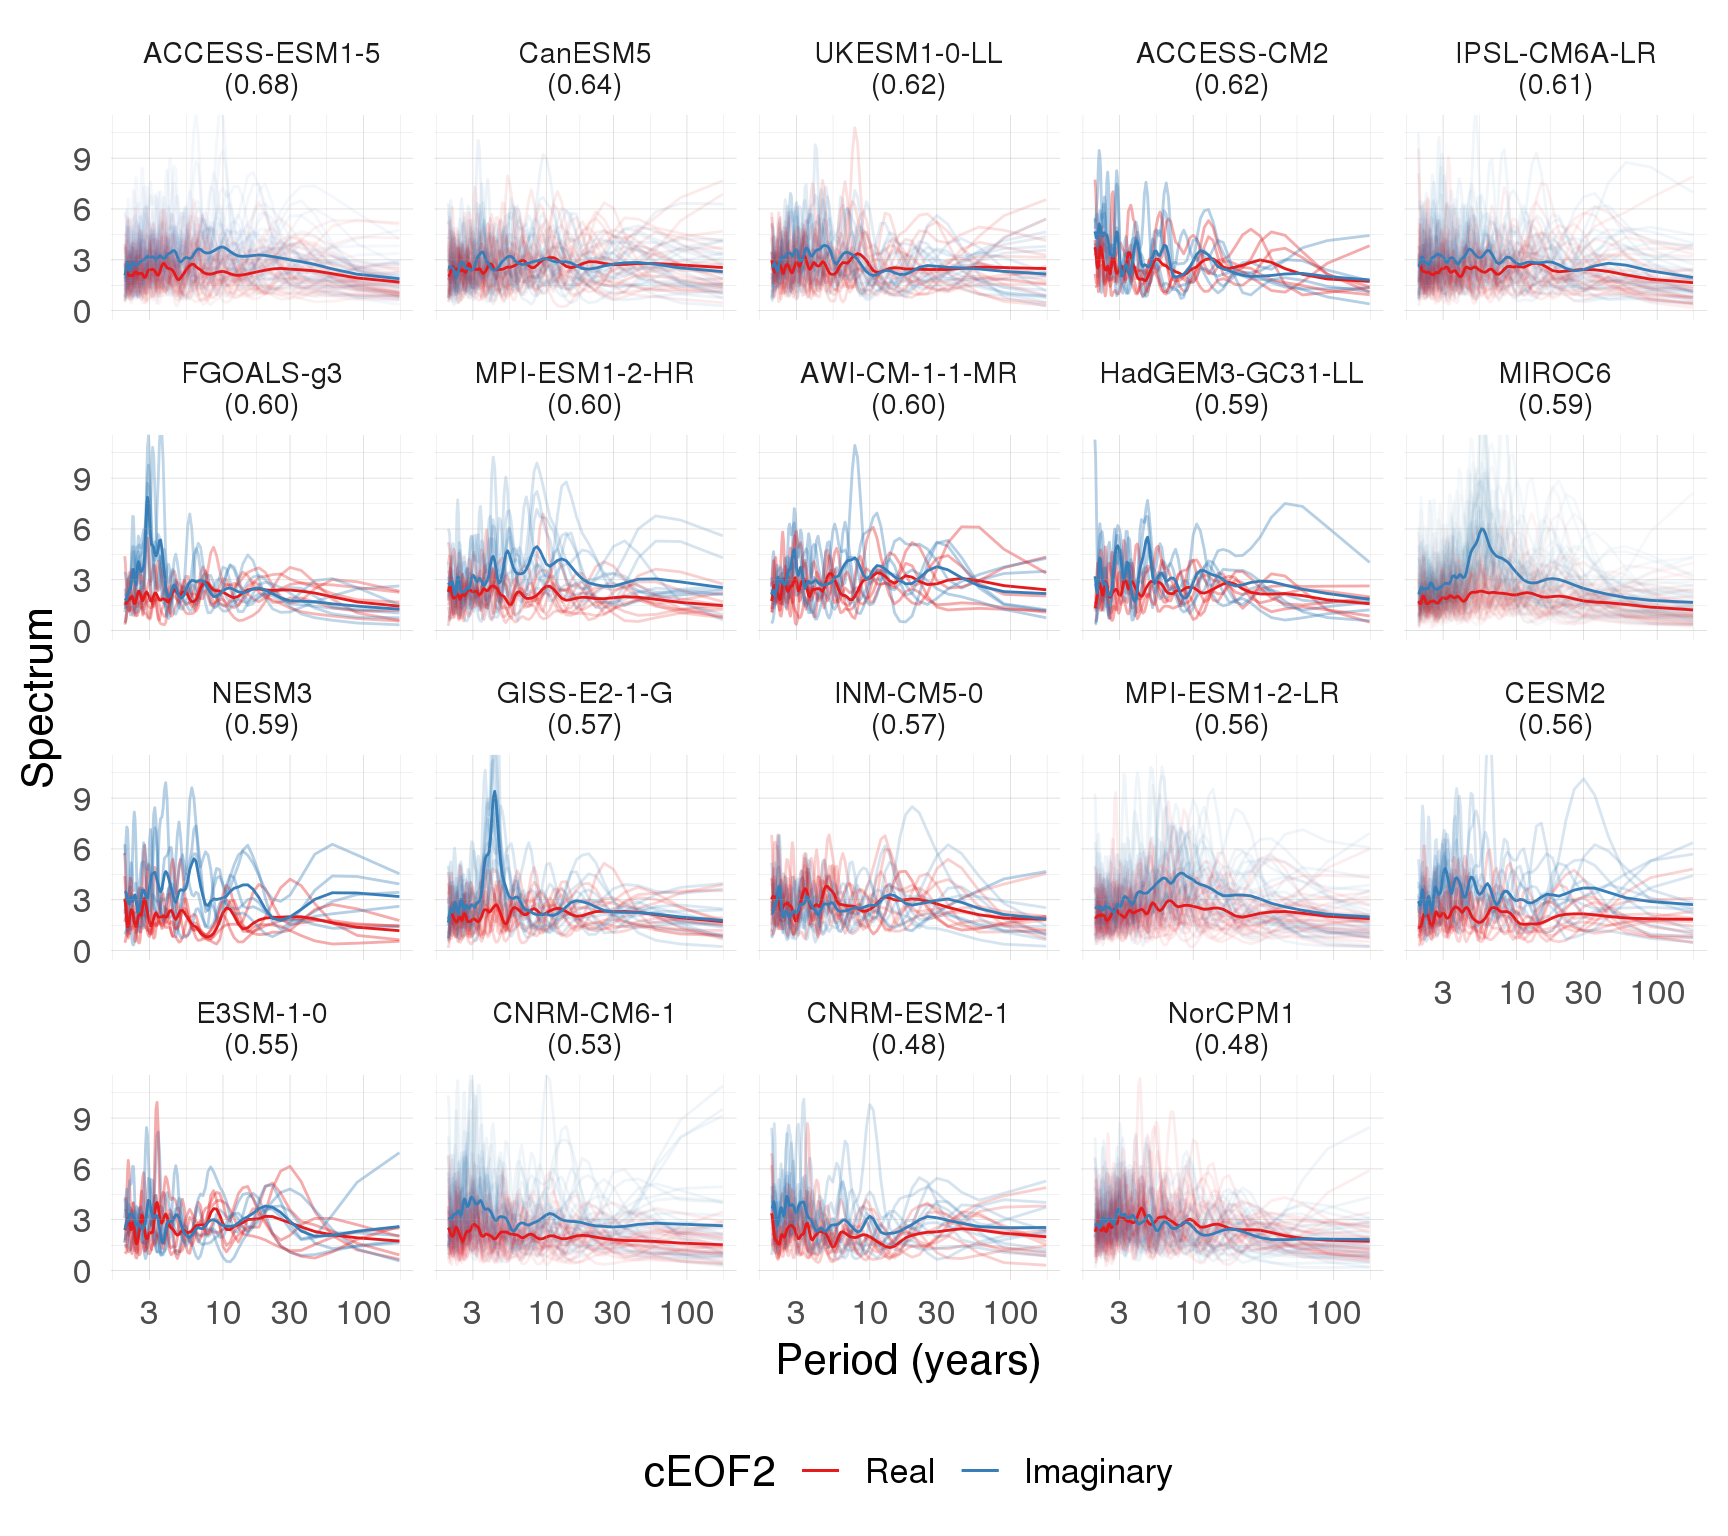 ACCESS-ESM1-5 CanESM5 UKESM1-0-LL ACCESS-CM2 IPSL-CM6A-LR
(0.68) (0.64) (0.62) (0.62) (0.61)
9
6
3
0
FGOALS-g3 MPI-ESM1-2-HR AWI-CM-1-1-MR HadGEM3-GC31-LL MIROC6
(0.60) (0.60) (0.60) (0.59) (0.59)
9
6
3
0
Spectrum
NESM3 GISS-E2-1-G INM-CM5-0 MPI-ESM1-2-LR CESM2
(0.59) (0.57) (0.57) (0.56) (0.56)
9
6
3
0
3 10 30 100
E3SM-1-0 CNRM-CM6-1 CNRM-ESM2-1 NorCPM1
(0.55) (0.53) (0.48) (0.48)
9
6
3
0
3 10 30 100 3 10 30 100 3 10 30 100 3 10 30 100
Period (years)
cEOF2 Real Imaginary